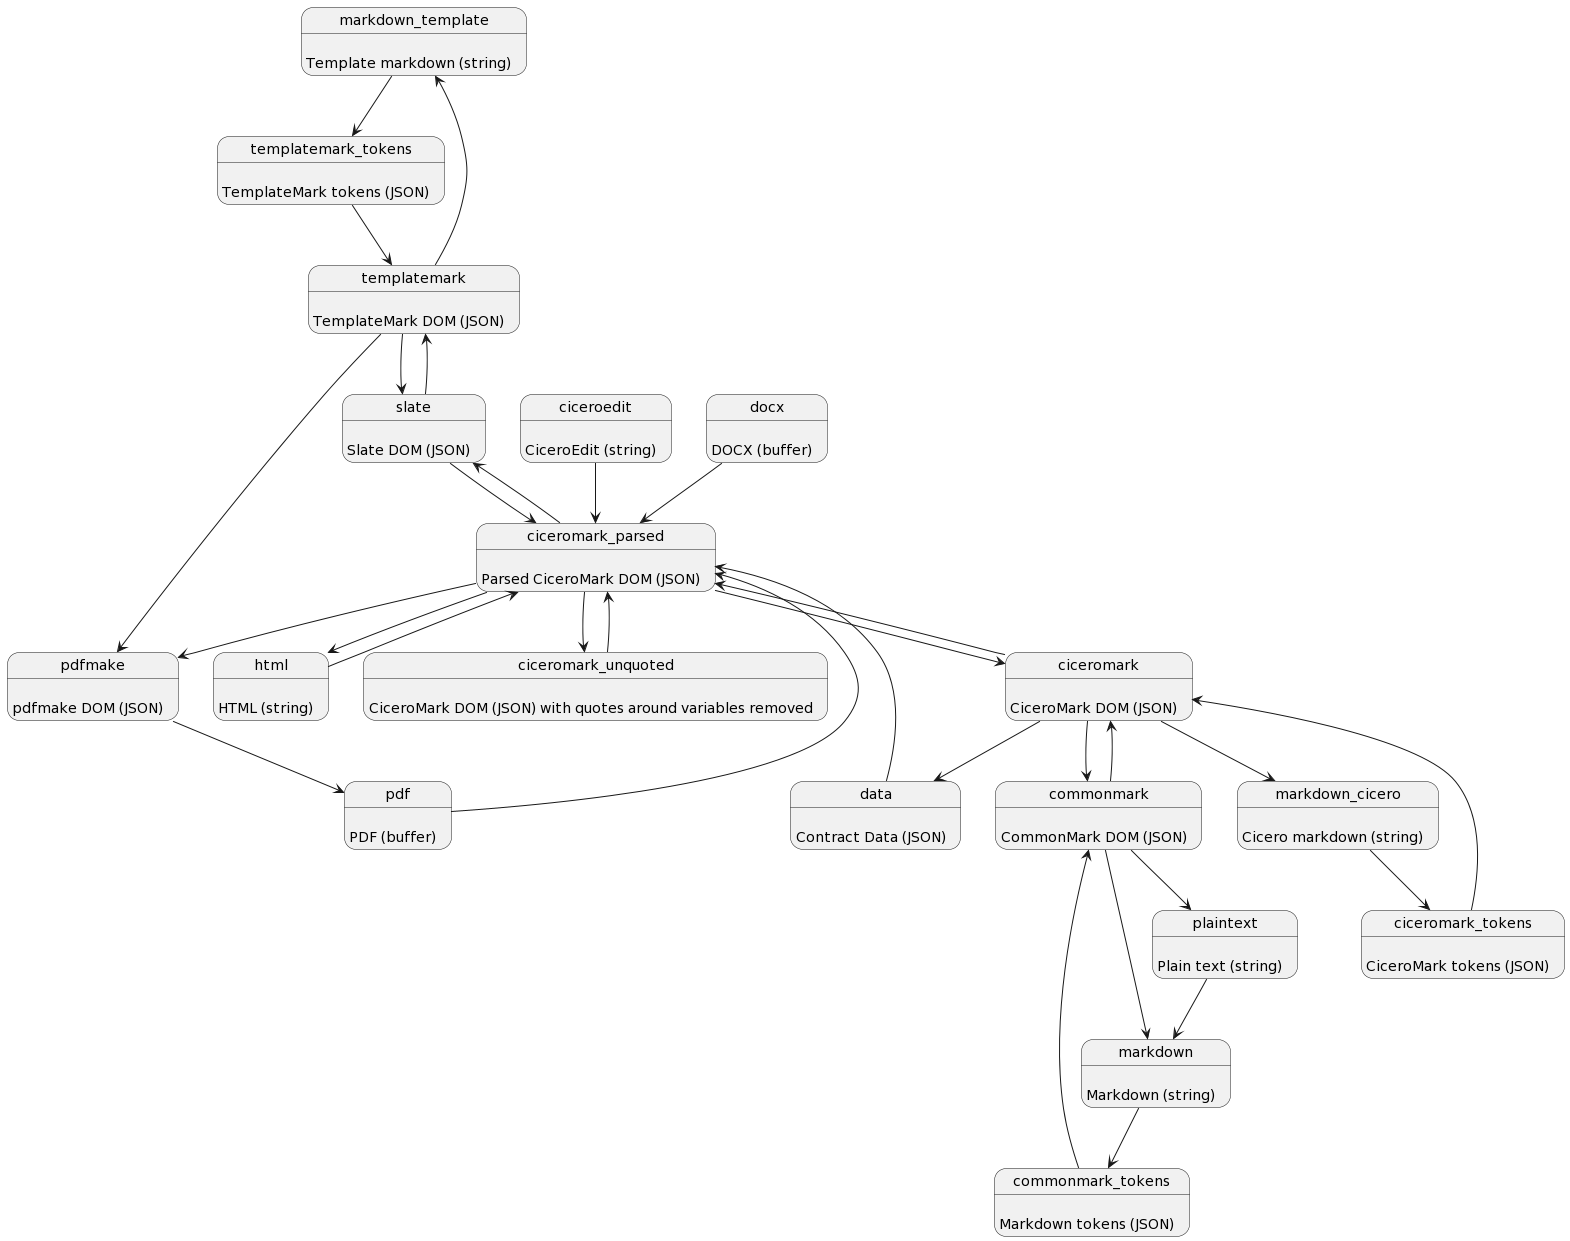 markdown_template
Template markdown (string)
templatemark_tokens
TemplateMark tokens (JSON)
templatemark
TemplateMark DOM (JSON)
slate
Slate DOM (JSON)
ciceroedit
CiceroEdit (string)
docx
DOCX (buffer)
ciceromark_parsed
Parsed CiceroMark DOM (JSON)
pdfmake
pdfmake DOM (JSON)
html
HTML (string)
ciceromark_unquoted
CiceroMark DOM (JSON) with quotes around variables removed
ciceromark
CiceroMark DOM (JSON)
pdf
PDF (buffer)
data
Contract Data (JSON)
commonmark
CommonMark DOM (JSON)
markdown_cicero
Cicero markdown (string)
plaintext
Plain text (string)
ciceromark_tokens
CiceroMark tokens (JSON)
markdown
Markdown (string)
commonmark_tokens
Markdown tokens (JSON)